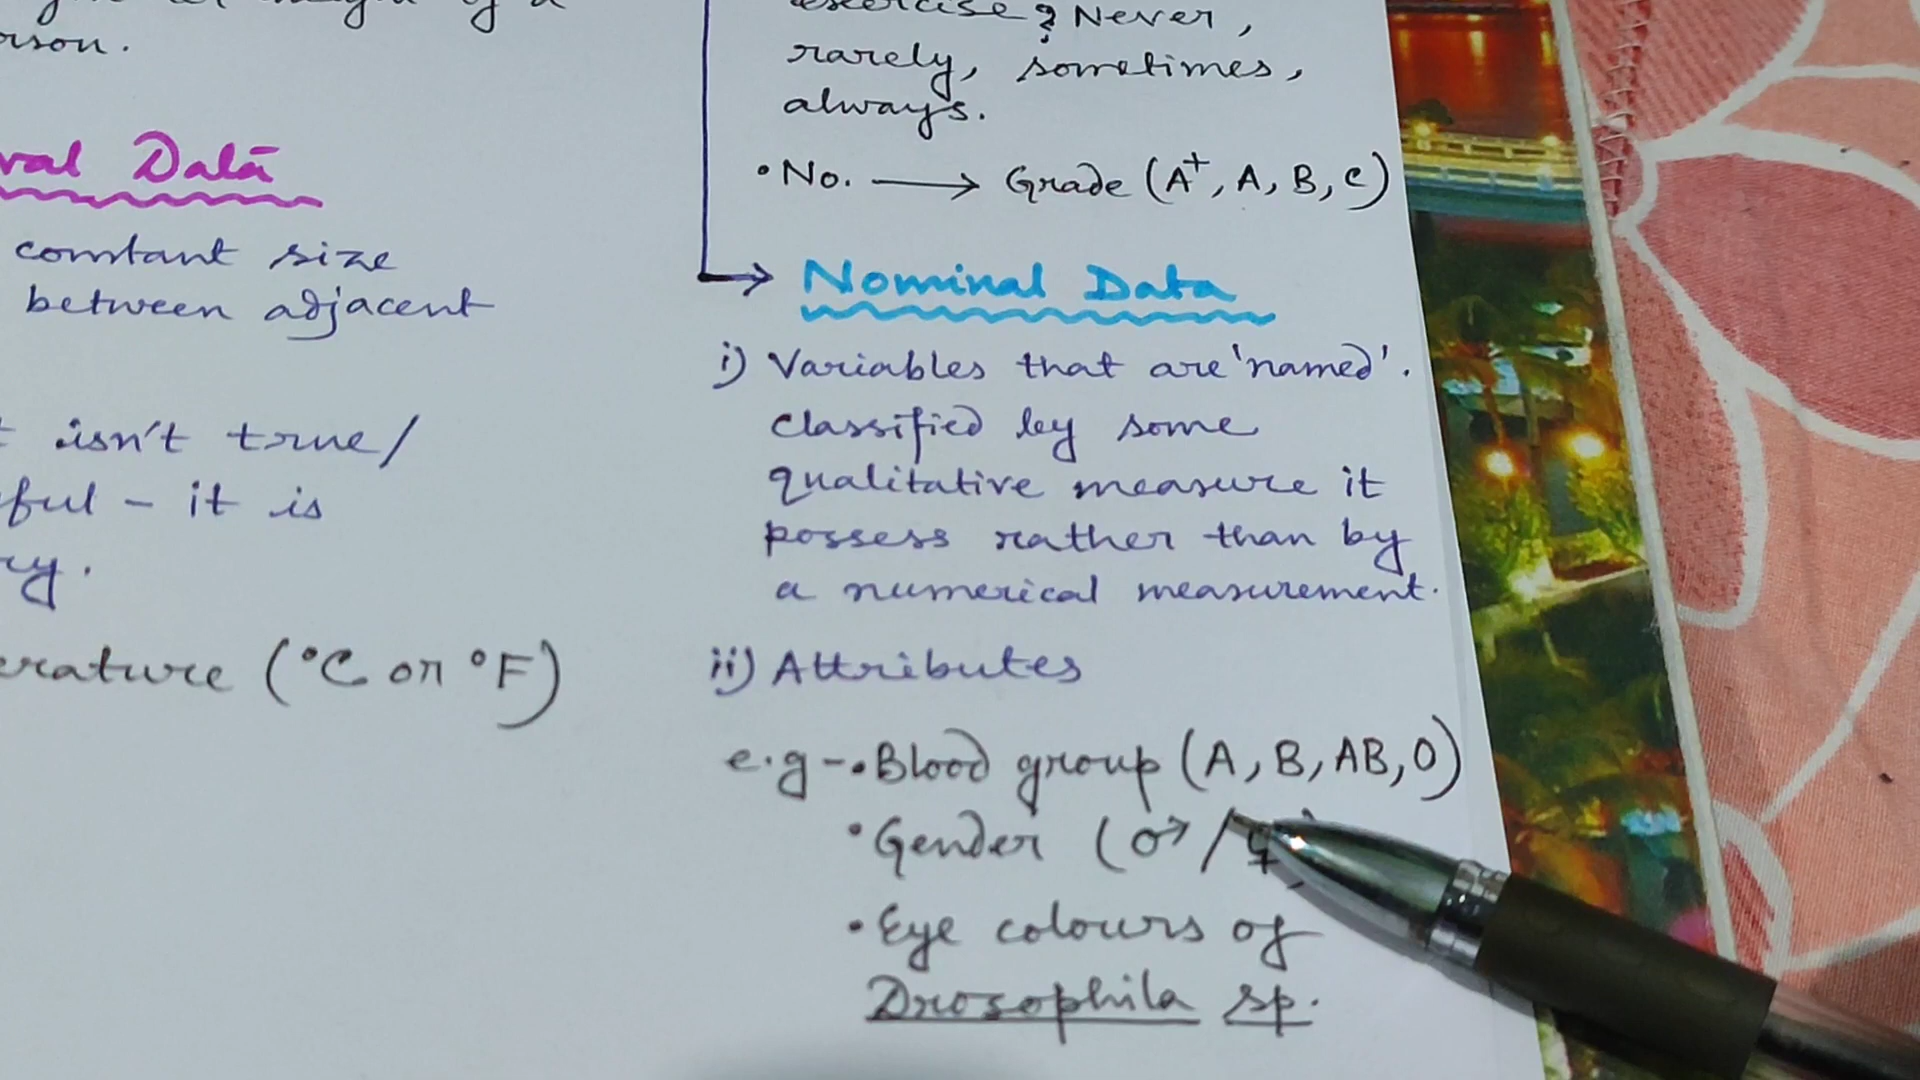 rson.
val Data
constant size
between adjacent
isn't true/
ful - it is
ry.
erature (°C or °F)
exercise? Never,
rarely, sometimes,
always.
• No. → Grade (A+, A, B, C)
→ Nominal Data
i) Variables that are 'named'.
classified by some
qualitative measure it
possess rather than by
a numerical measurement.
ii) Attributes
e.g - • Blood group (A, B, AB, O)
• Gender (♂/♀)
• Eye colours of
Drosophila sp.